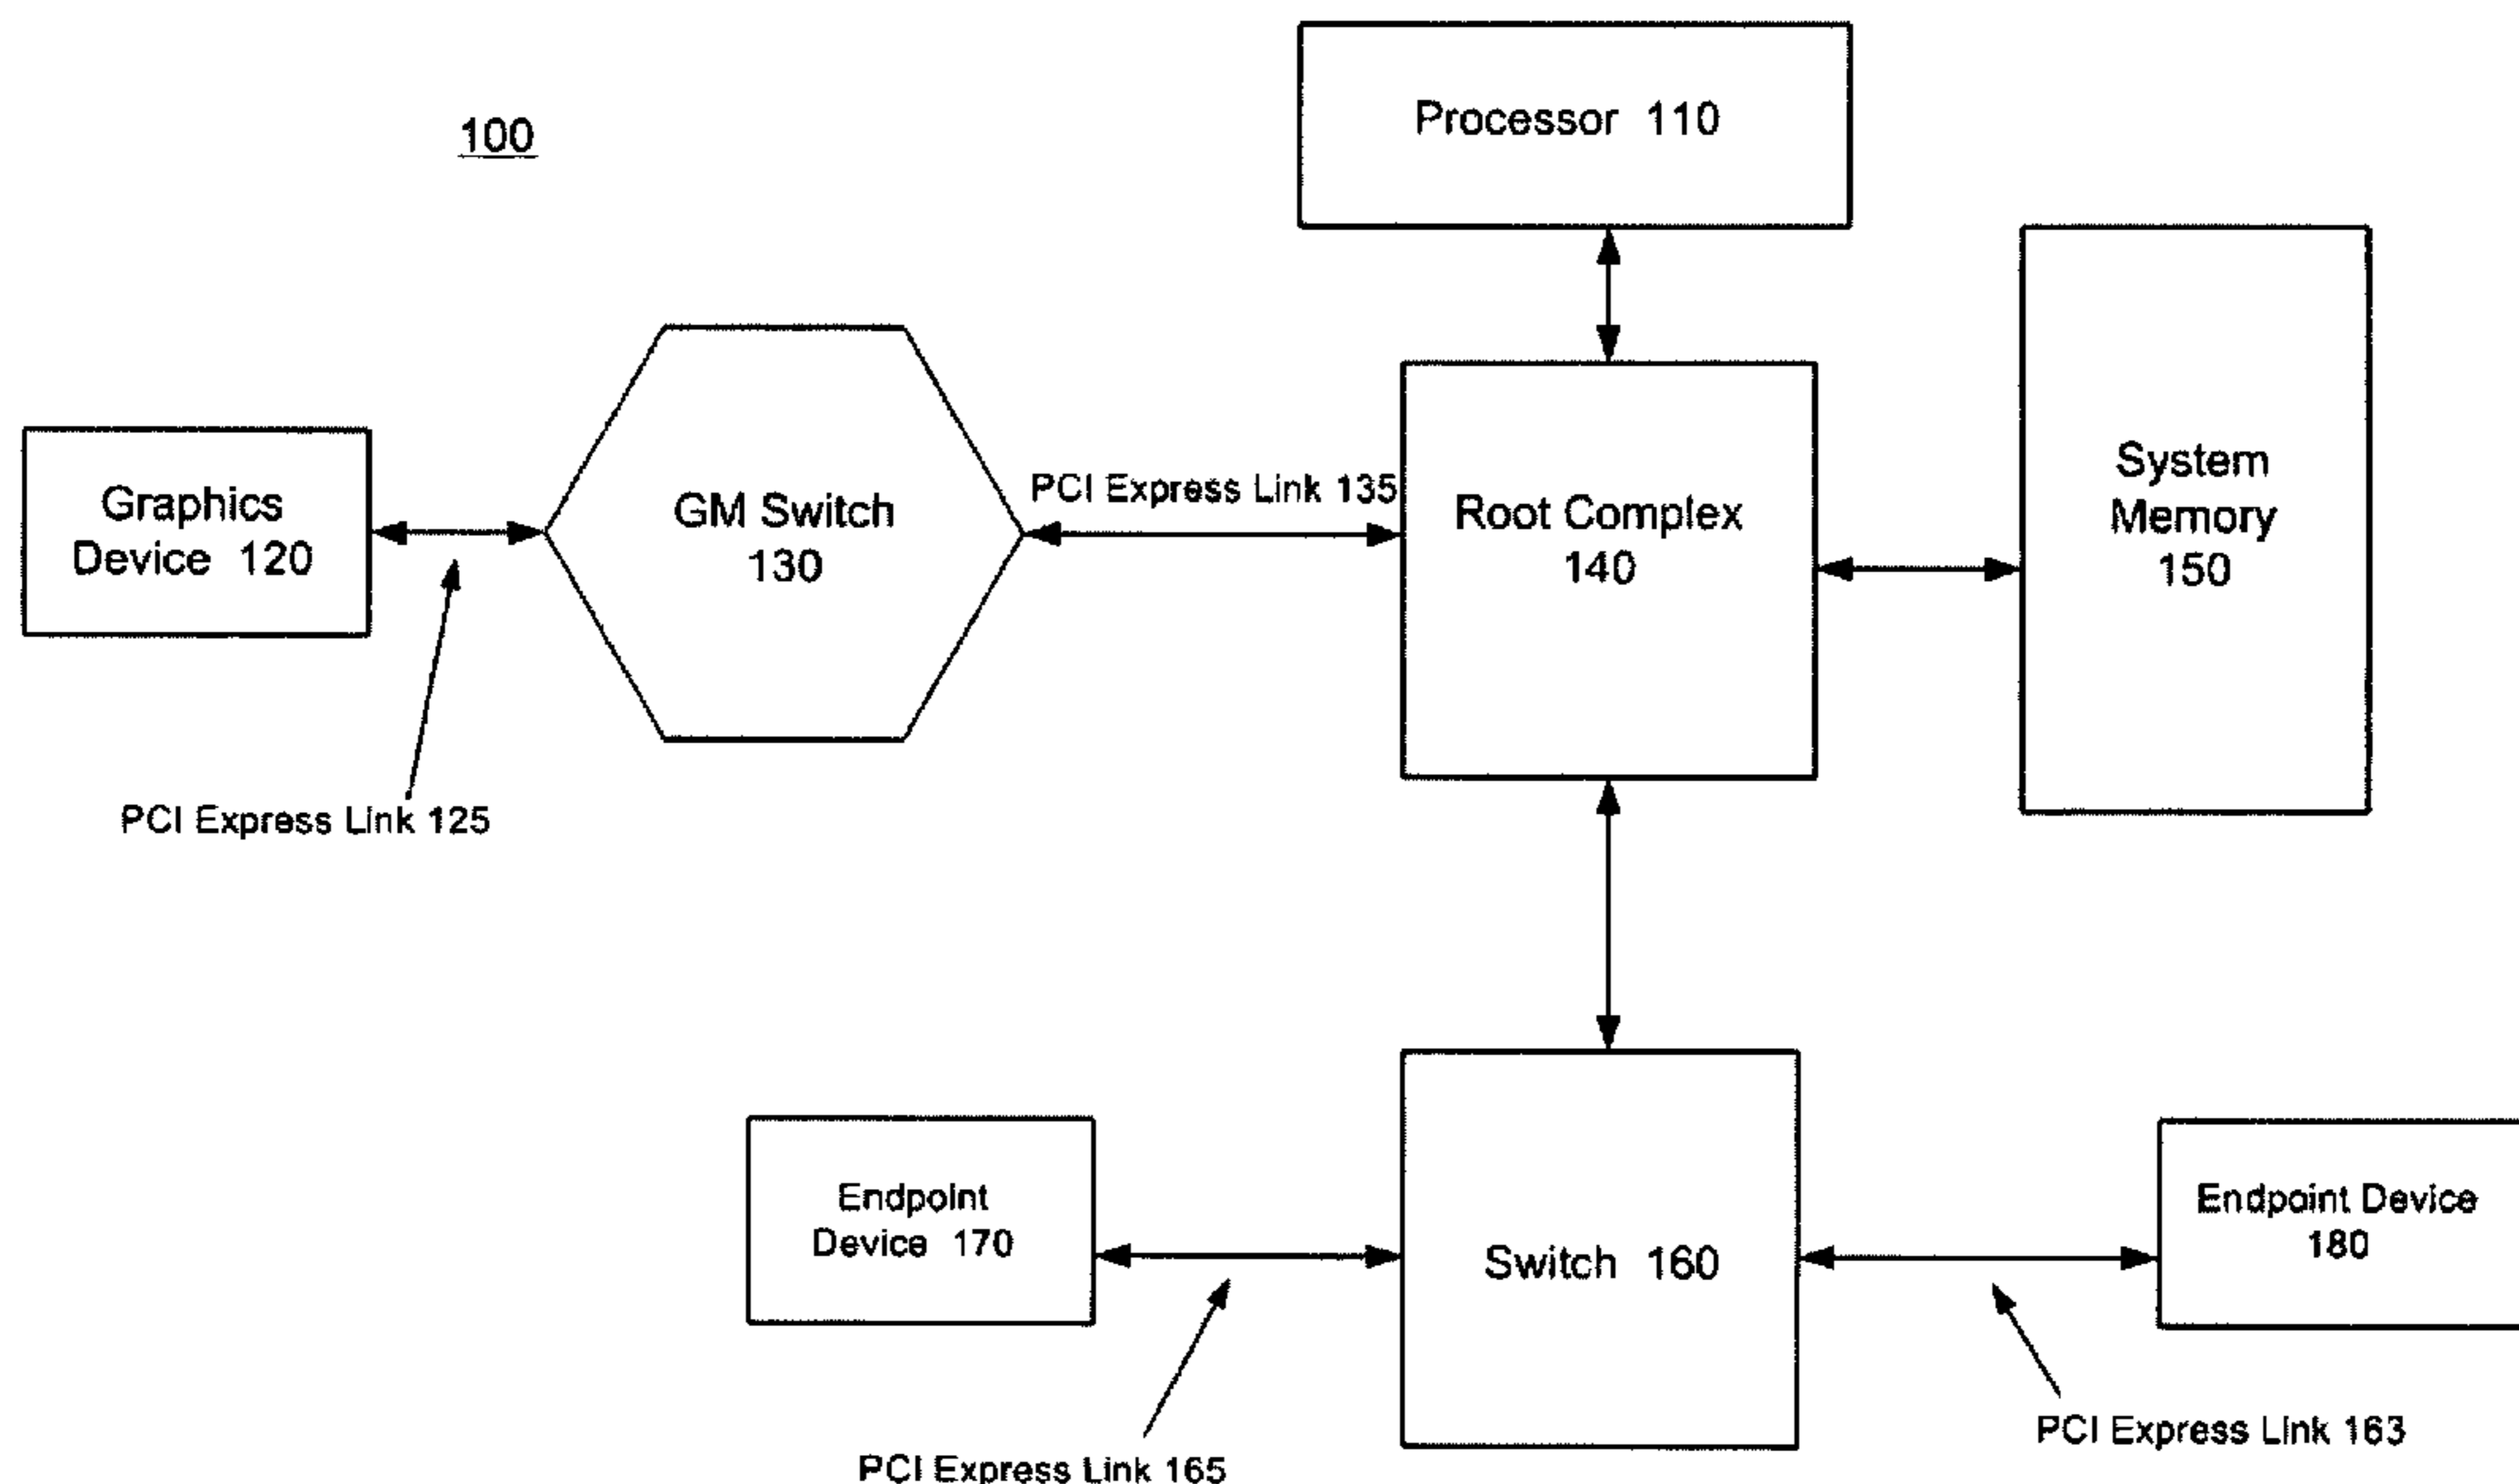 100
Processor 110
Graphics
Device 120
GM Switch
130
PCI Express Link 135
Root Complex
140
System
Memory
150
PCI Express Link 125
Endpoint
Device 170
Switch 160
Endpoint Device
180
PCI Express Link 165
PCI Express Link 163